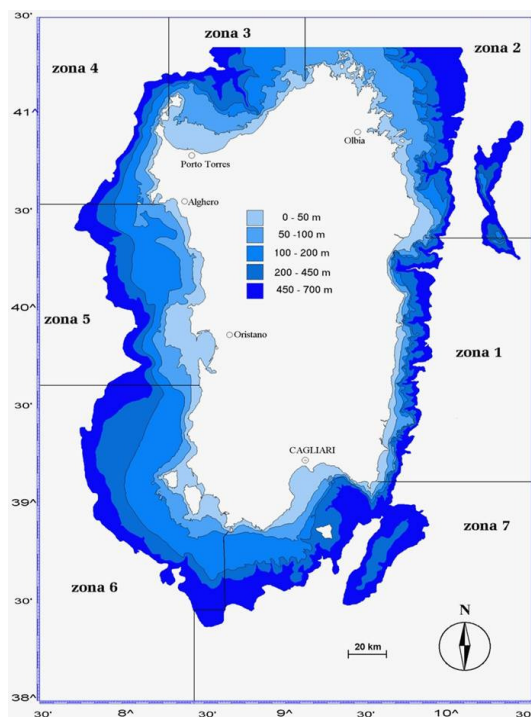 30'
zona 3
zona 2
zona 4
41^
Olbia
Porto Torres
30'
Alghero
0 - 50 m
50 -100 m
100 - 200 m
200 - 450 m
450 - 700 m
40^
zona 5
Oristano
zona 1
30'
CAGLIARI
39^
zona 7
zona 6
30'
N
20 km
38^
30'
8^
30'
9^
30'
10^
30'